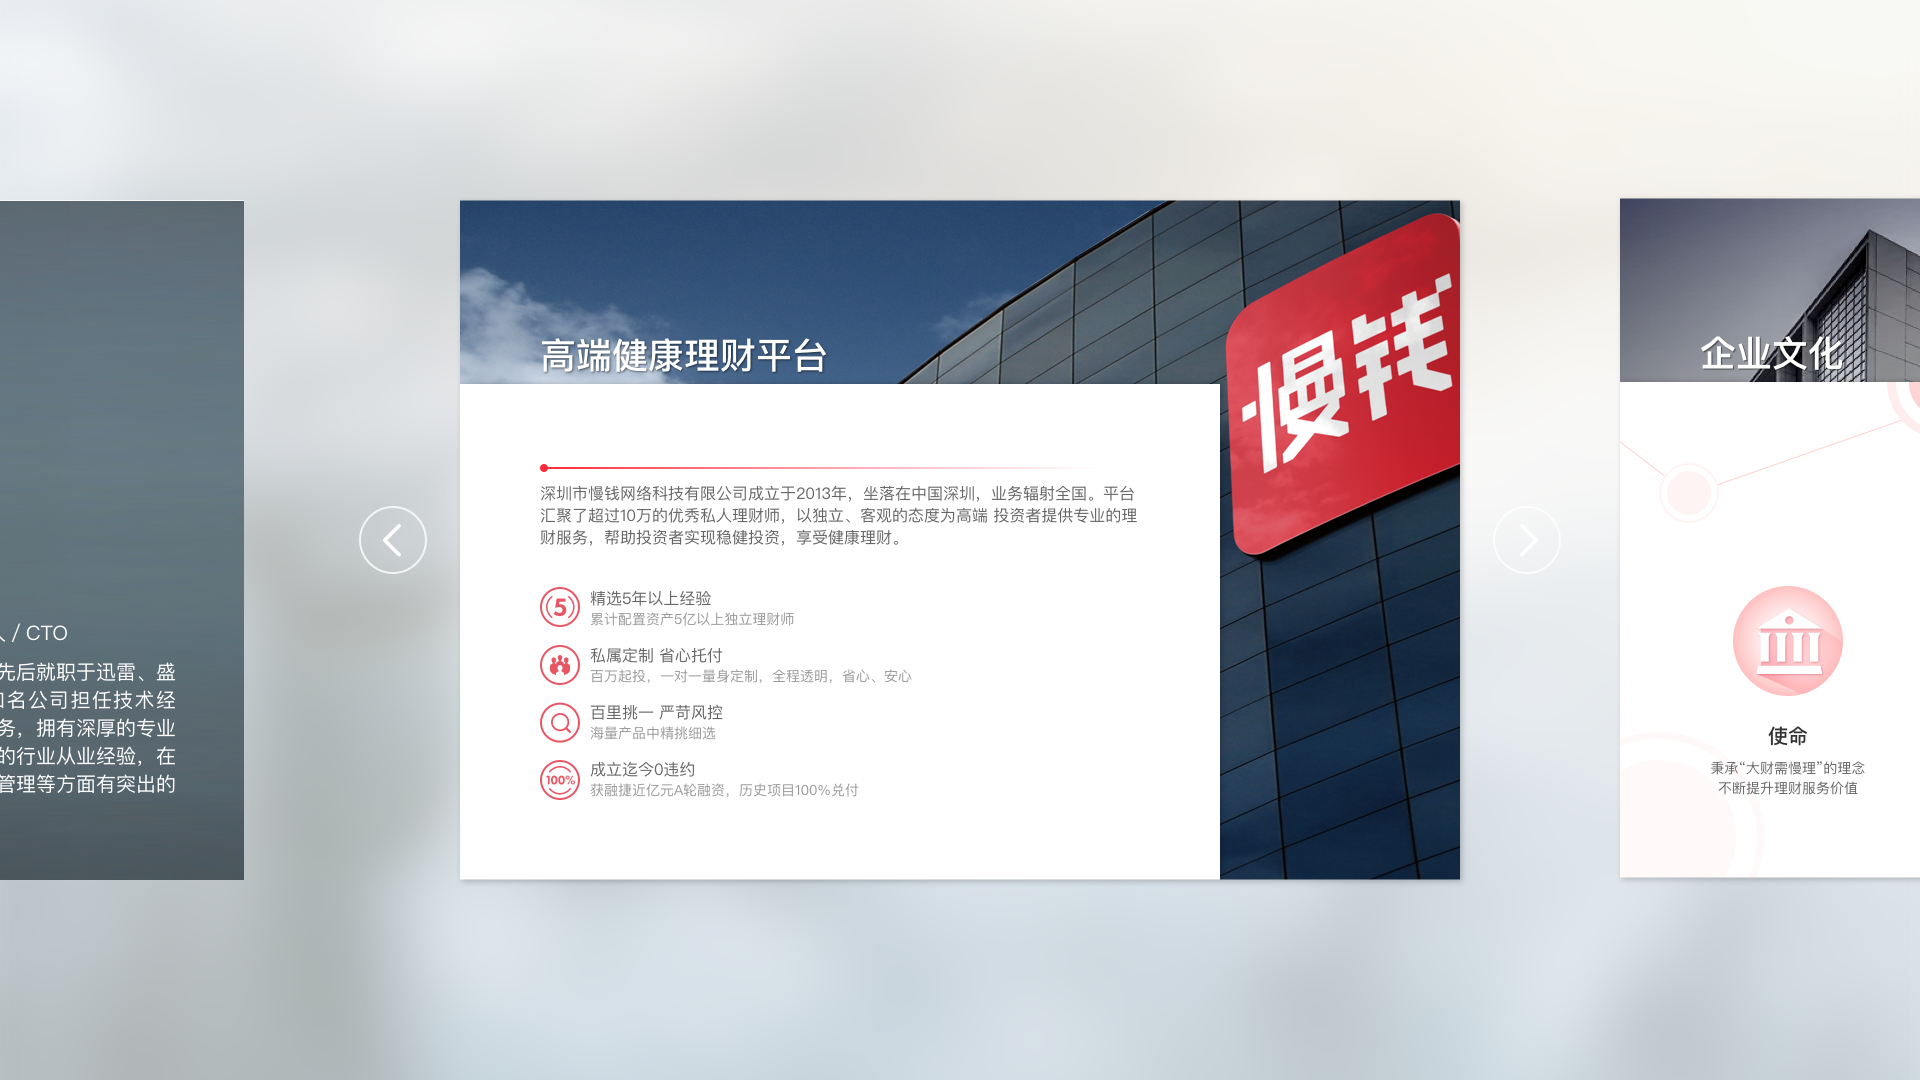 / CTO
先后就职于迅雷、盛
名公司担任技术经
务，拥有深厚的专业
的行业从业经验，在
管理等方面有突出的
高端健康理财平台
慢钱
深圳市慢钱网络科技有限公司成立于2013年，坐落在中国深圳，业务辐射全国。平台
汇聚了超过10万的优秀私人理财师，以独立、客观的态度为高端 投资者提供专业的理
财服务，帮助投资者实现稳健投资，享受健康理财。
5
精选5年以上经验
累计配置资产5亿以上独立理财师
私属定制 省心托付
百万起投，一对一量身定制，全程透明，省心、安心
百里挑一 严苛风控
海量产品中精挑细选
100%
成立迄今0违约
获融捷近亿元A轮融资，历史项目100%兑付
企业文化
使命
秉承“大财需慢理”的理念
不断提升理财服务价值